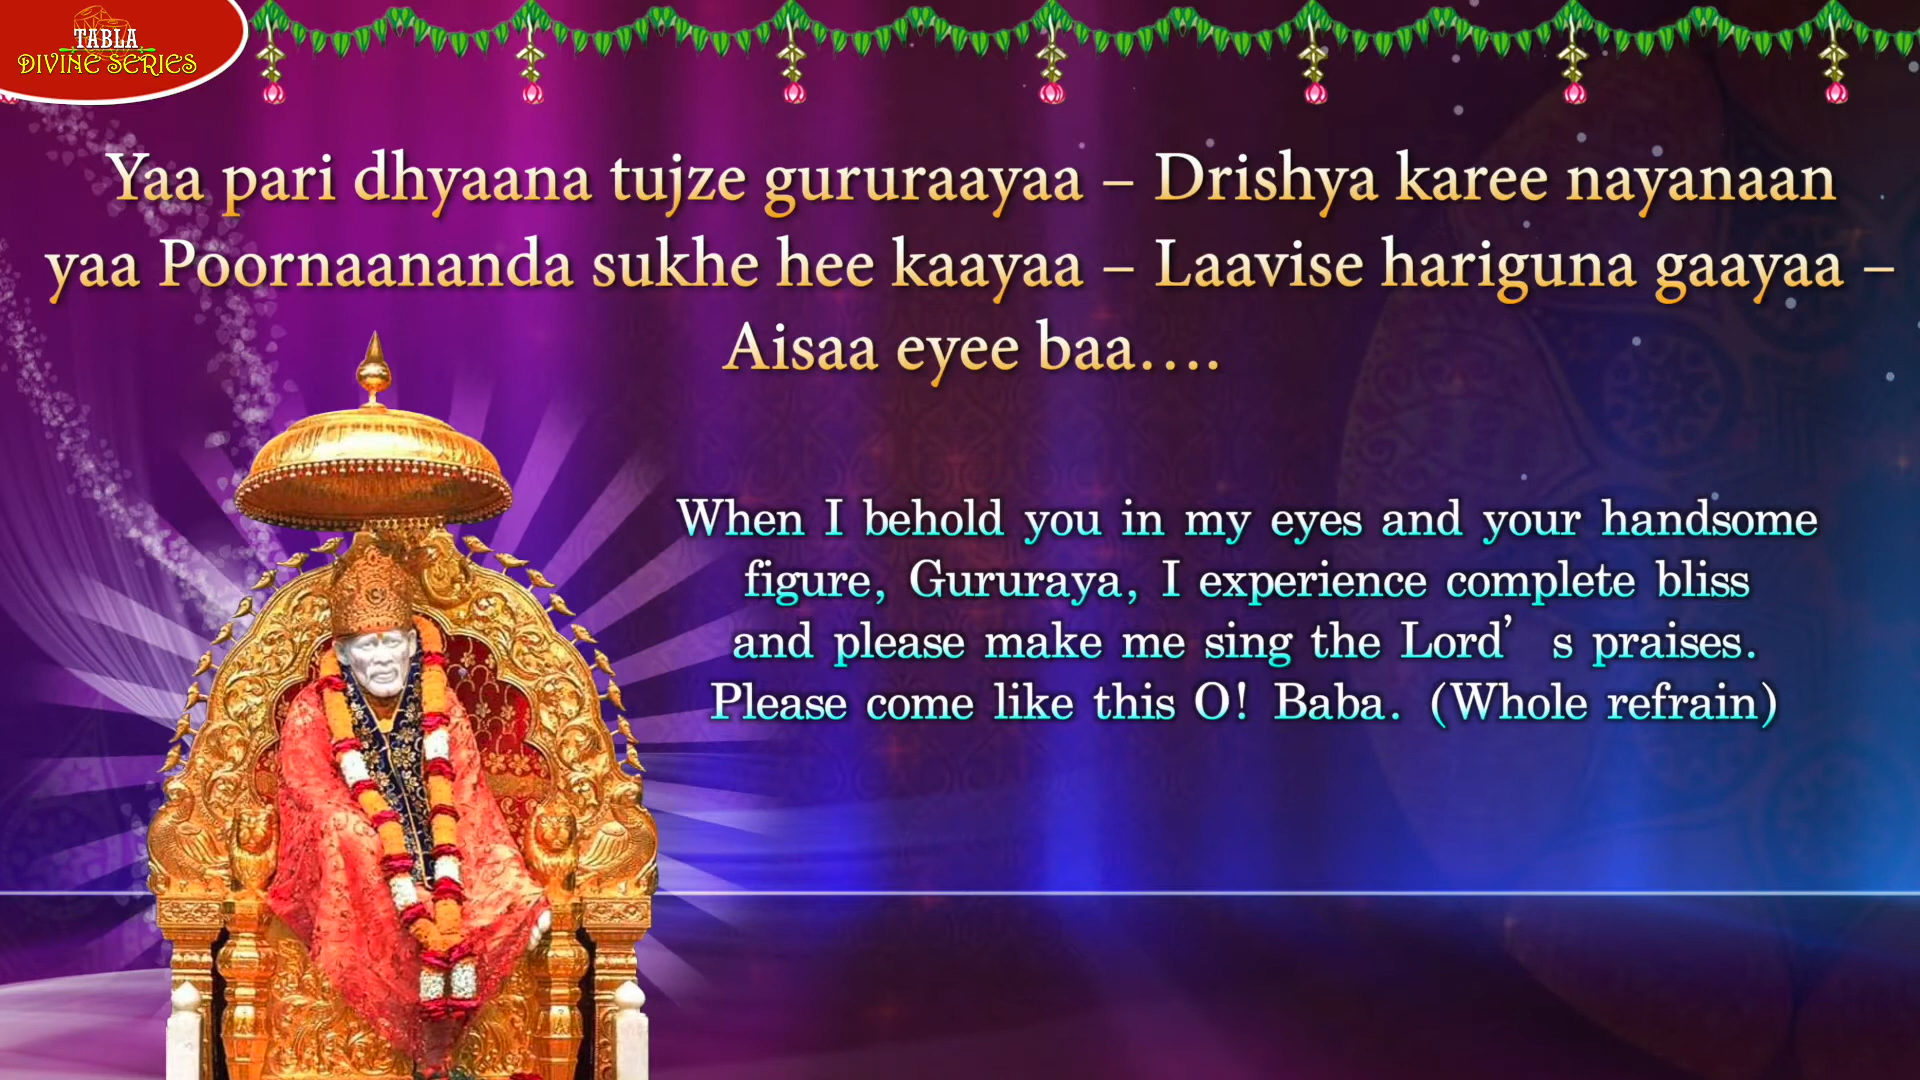 TABLA
DIVINE SERIES
Yaa pari dhyaana tujze gururaayaa – Drishya karee nayanaan
yaa Poornaananda sukhe hee kaayaa – Laavise hariguna gaayaa –
Aisaa eyee baa....
When I behold you in my eyes and your handsome
figure, Gururaya, I experience complete bliss
and please make me sing the Lord’ s praises.
Please come like this O! Baba. (Whole refrain)